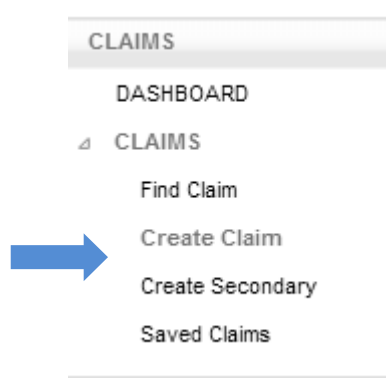 CLAIMS
DASHBOARD
CLAIMS
Find Claim
Create Claim
Create Secondary
Saved Claims